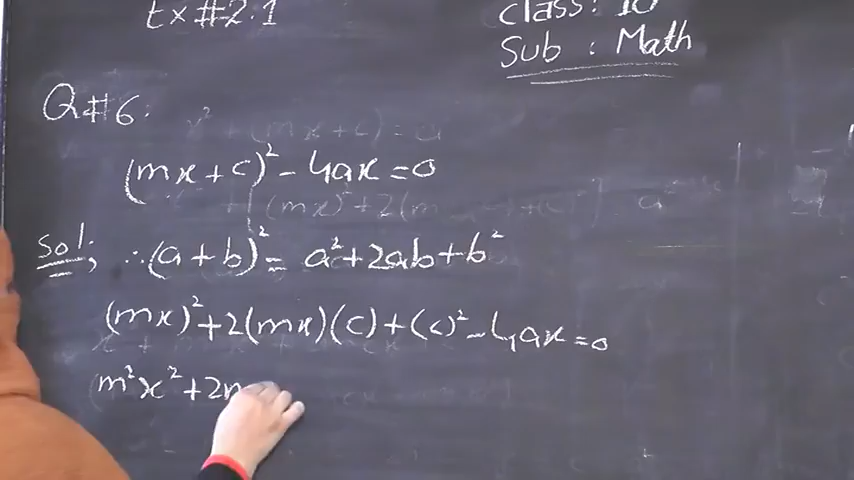 Ex#2.1
Class: 10
Sub : Math
Q#6:
(mx+c)²-4ax=0
Sol; ∴(a+b)²= a²+2ab+b²
(mx)²+2(mx)(c)+(c)²-4ax=0
m²x²+2m